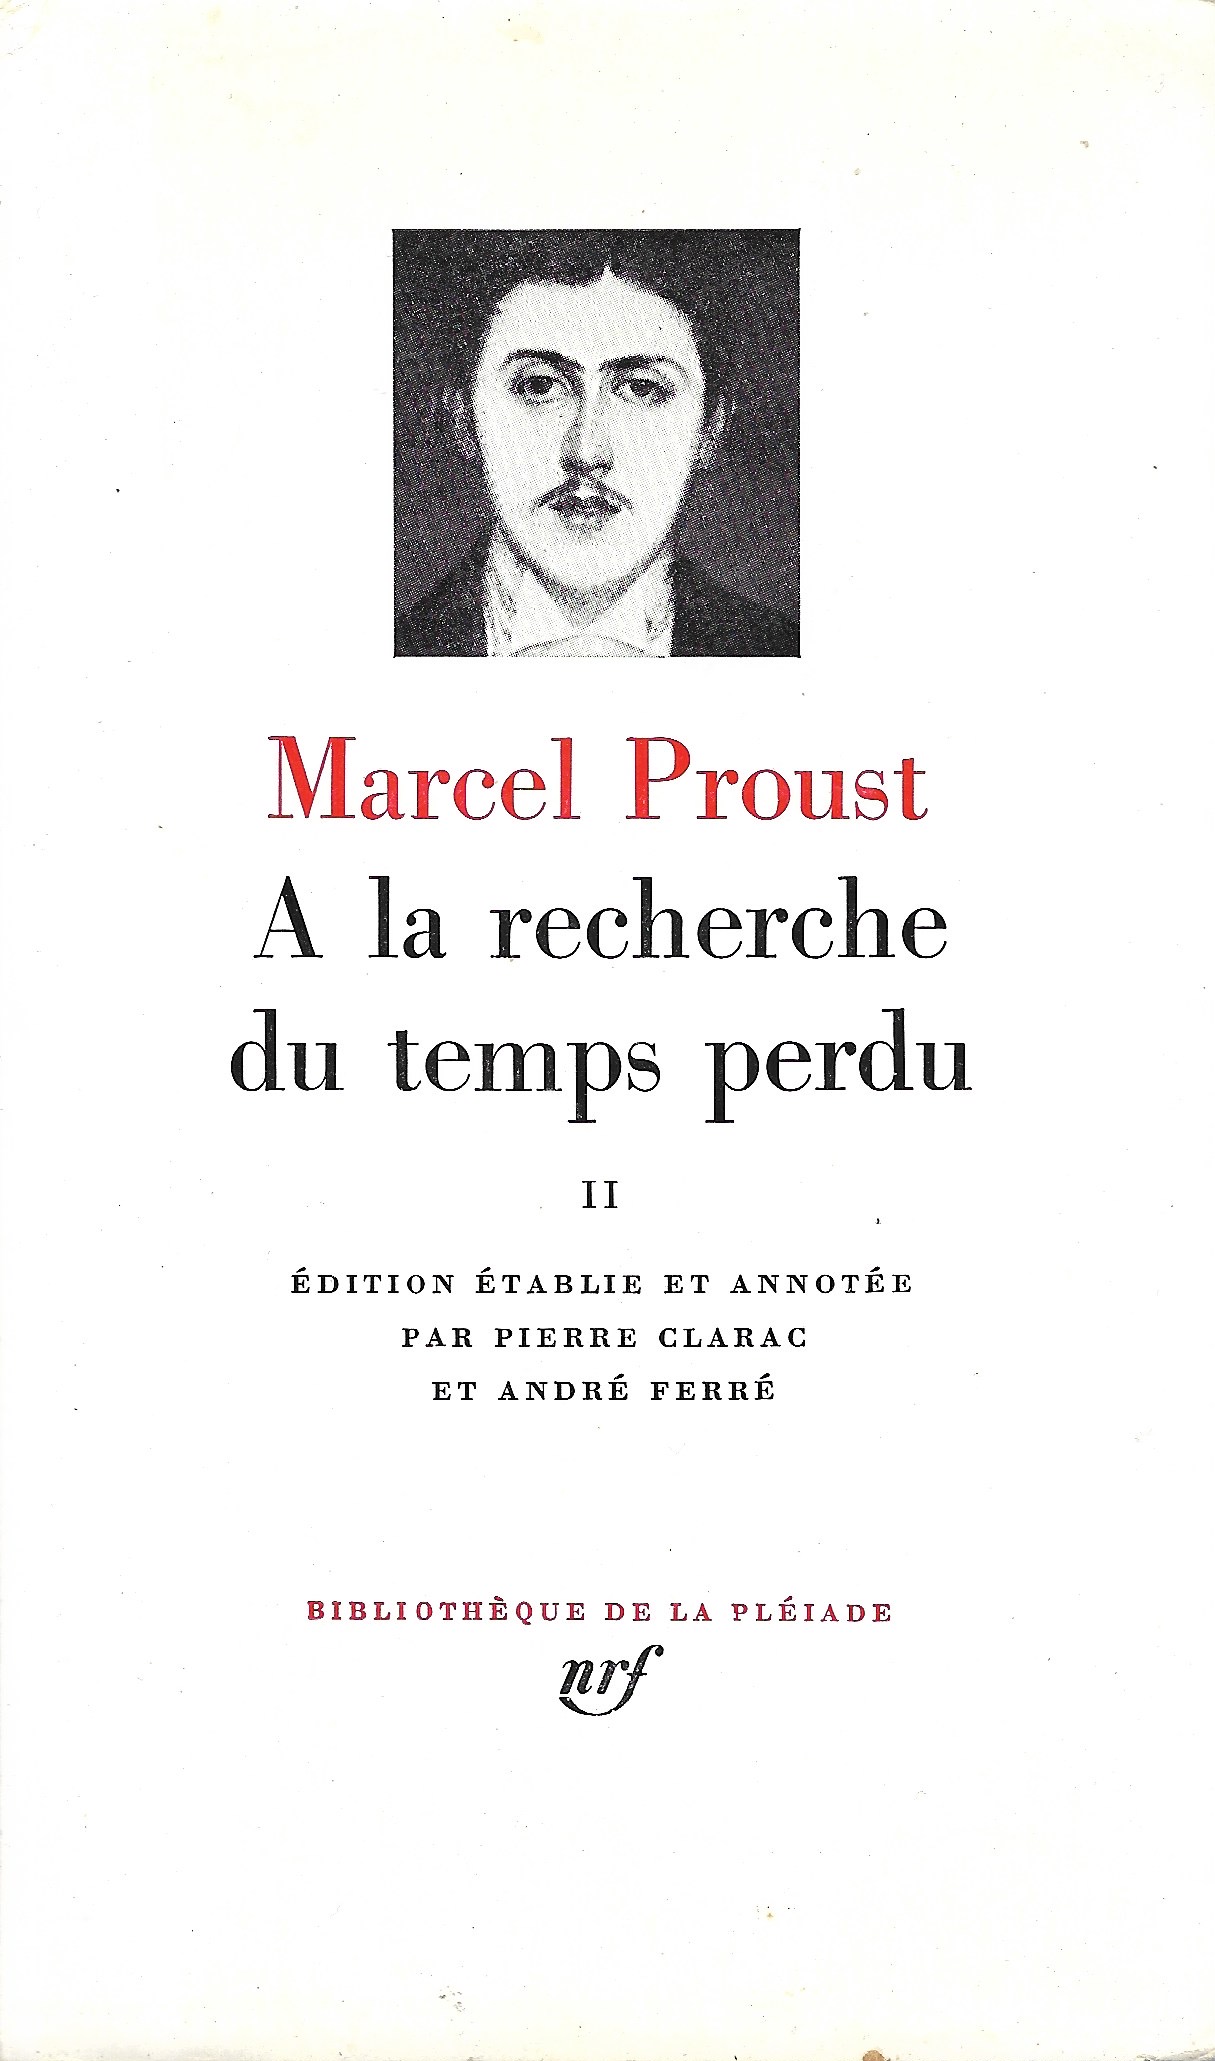 Marcel Proust
A la recherche
du temps perdu
II
ÉDITION ÉTABLIE ET ANNOTÉE
PAR PIERRE CLARAC
ET ANDRÉ FERRÉ
BIBLIOTHÈQUE DE LA PLÉIADE
nrf